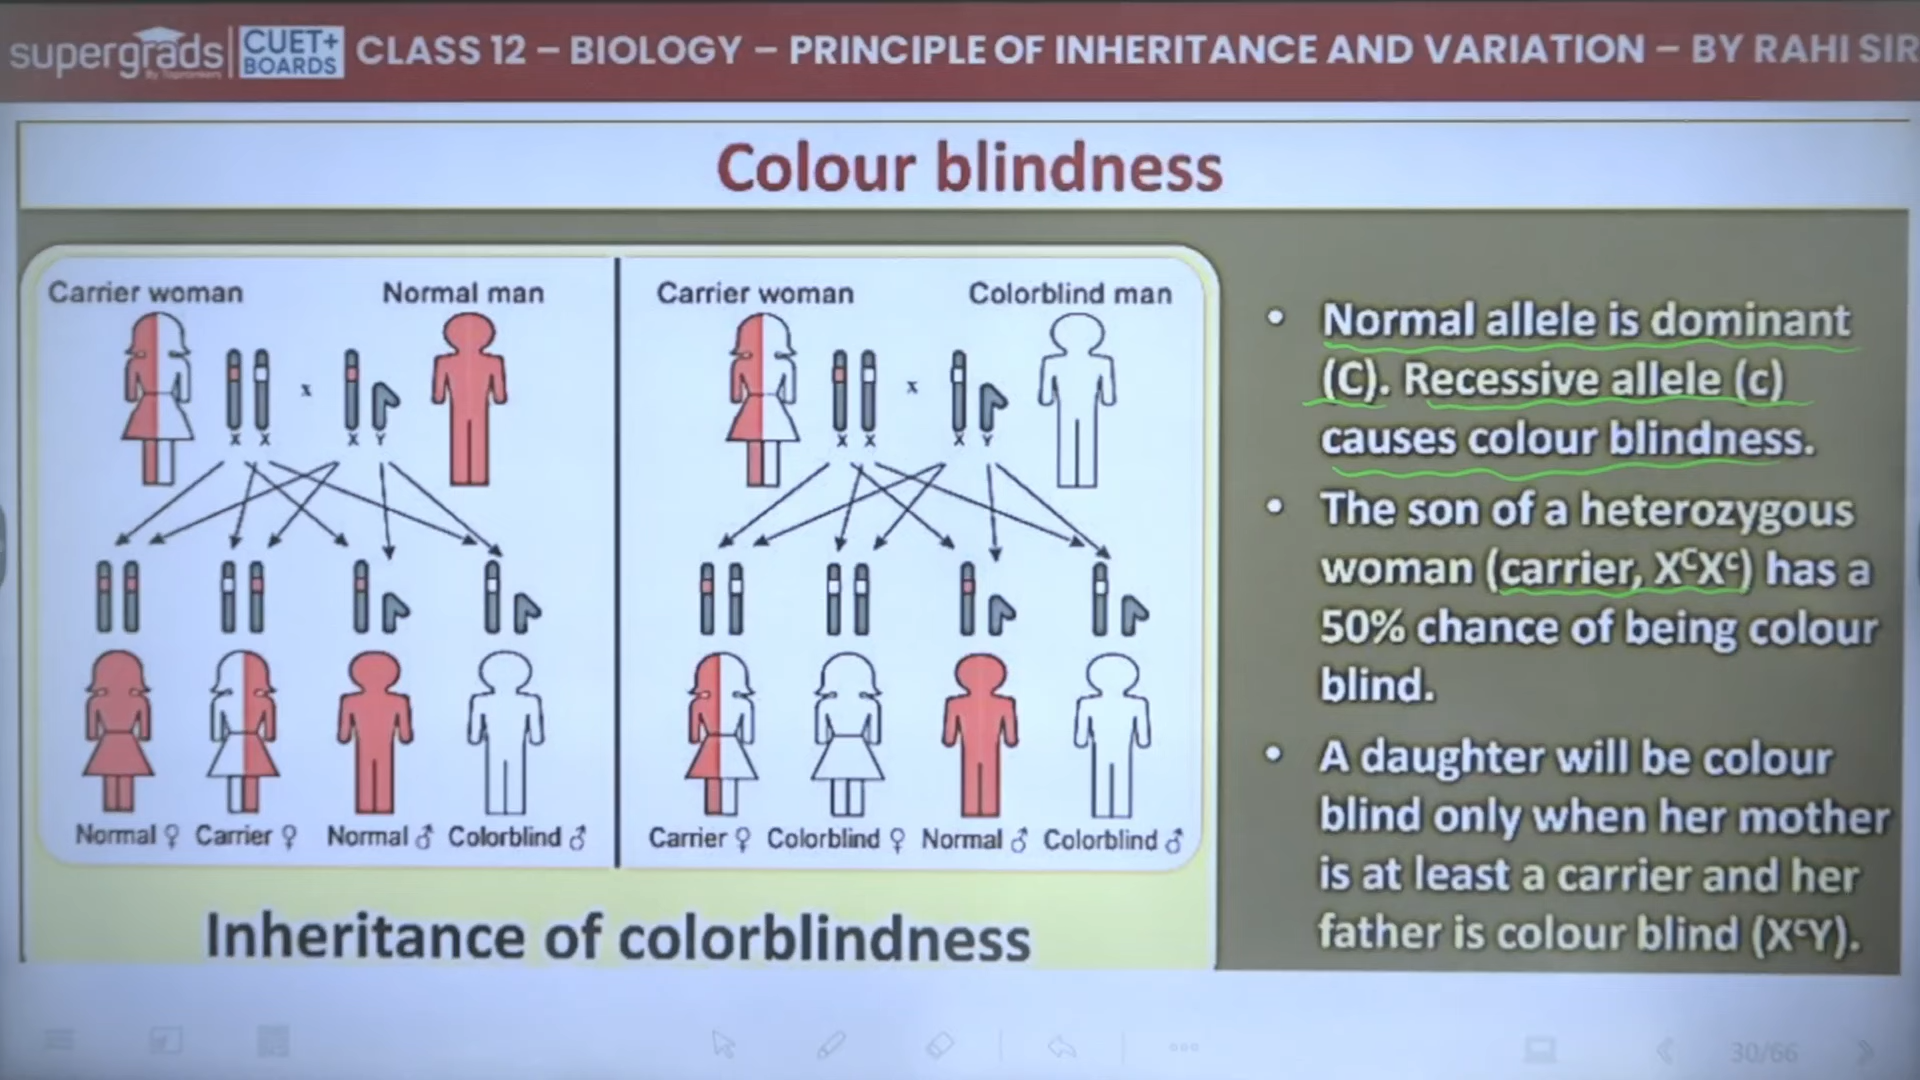 supergrads
By Toprankers
CUET+
BOARDS
CLASS 12 – BIOLOGY – PRINCIPLE OF INHERITANCE AND VARIATION – BY RAHI SIR
Colour blindness
Carrier woman
Normal man
X X
x
X Y
Normal ♀ Carrier ♀ Normal ♂ Colorblind ♂
Carrier woman
Colorblind man
X X
x
X Y
Carrier ♀ Colorblind ♀ Normal ♂ Colorblind ♂
Inheritance of colorblindness
• Normal allele is dominant
(C). Recessive allele (c)
causes colour blindness.
• The son of a heterozygous
woman (carrier, XᶜXᶜ) has a
50% chance of being colour
blind.
• A daughter will be colour
blind only when her mother
is at least a carrier and her
father is colour blind (XᶜY).
30/66